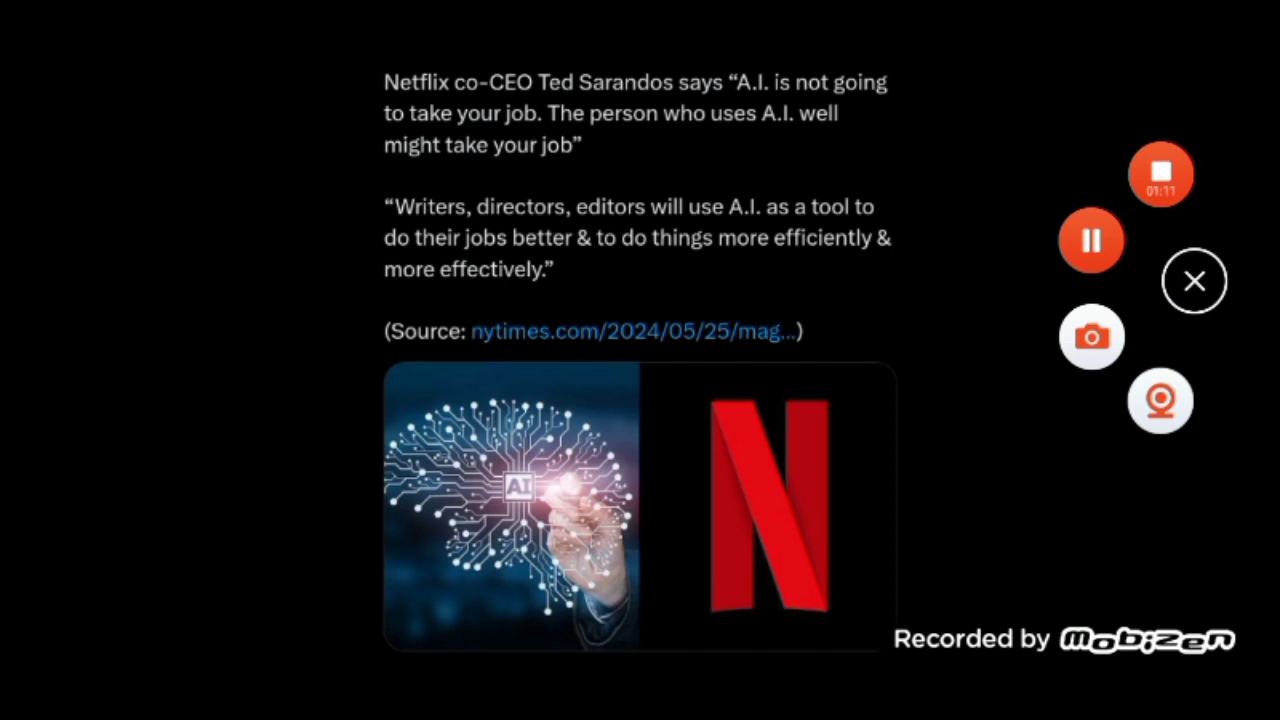 Netflix co-CEO Ted Sarandos says “A.I. is not going
to take your job. The person who uses A.I. well
might take your job”
“Writers, directors, editors will use A.I. as a tool to
do their jobs better & to do things more efficiently &
more effectively.”
(Source: nytimes.com/2024/05/25/mag...)
01:11
AI
N
Recorded by mobizen